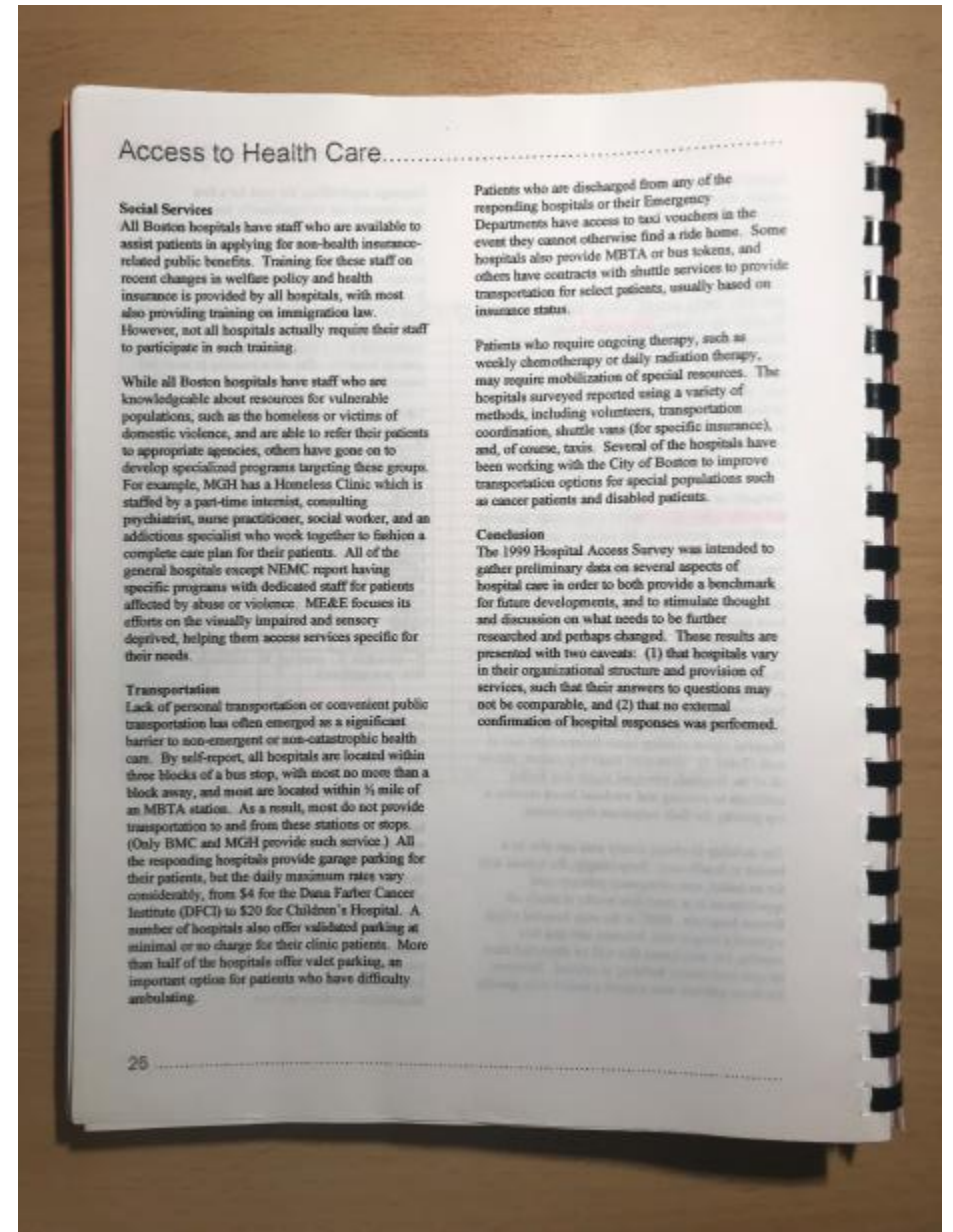 Access to Health Care
Social Services
All Boston hospitals have staff who are available to
assist patients in applying for non-health insurance-
related public benefits. Training for these staff on
recent changes in welfare policy and health
insurance is provided by all hospitals, with most
also providing training on immigration law.
However, not all hospitals actually require their staff
to participate in such training.
While all Boston hospitals have staff who are
knowledgeable about resources for vulnerable
populations, such as the homeless or victims of
domestic violence, and are able to refer their patients
to appropriate agencies, others have gone on to
develop specialized programs targeting these groups.
For example, MGH has a Homeless Clinic which is
staffed by a part-time internist, consulting
psychiatrist, nurse practitioner, social worker, and an
addictions specialist who work together to fashion a
complete care plan for their patients. All of the
general hospitals except NEMC report having
specific programs with dedicated staff for patients
affected by abuse or violence. ME&E focuses its
efforts on the visually impaired and sensory
deprived, helping them access services specific for
their needs.
Transportation
Lack of personal transportation or convenient public
transportation has often emerged as a significant
barrier to non-emergent or non-catastrophic health
care. By self-report, all hospitals are located within
three blocks of a bus stop, with most no more than a
block away, and most are located within mile of
an MBTA station. As a result, most do not provide
transportation to and from these stations or stops.
(Only BMC and MGH provide such service.) All
the responding hospitals provide garage parking for
their patients, but the daily maximum rates vary
considerably, from $4 for the Dana Farber Cancer
Institute (DFCI) to $20 for Children's Hospital. A
number of hospitals also offer validated parking at
minimal or no charge for their clinic patients. More
than half of the hospitals offer valet parking, an
important option for patients who have difficulty
ambulating.
Patients who are discharged from any of the
responding hospitals or their Emergency
Departments have access to taxi vouchers in the
event they cannot otherwise find a ride home. Some
hospitals also provide MBTA or bus tokens, and
others have contracts with shuttle services to provide
transportation for select patients, usually based on
insurance status.
Patients who require ongoing therapy, such as
weekly chemotherapy or daily radiation therapy,
may require mobilization of special resources. The
hospitals surveyed reported using a variety of
methods, including volunteers, transportation
coordination, shuttle vans (for specific insurance),
and, of course, taxis. Several of the hospitals have
been working with the City of Boston to improve
transportation options for special populations such
as cancer patients and disabled patients.
Conclusion
The 1999 Hospital Access Survey was intended to
gather preliminary data on several aspects of
hospital care in order to both provide a benchmark
for future developments, and to stimulate thought
and discussion on what needs to be further
researched and perhaps changed. These results are
presented with two caveats: (1) that hospitals vary
in their organizational structure and provision of
services, such that their answers to questions may
not be comparable, and (2) that no external
confirmation of hospital responses was performed.
26